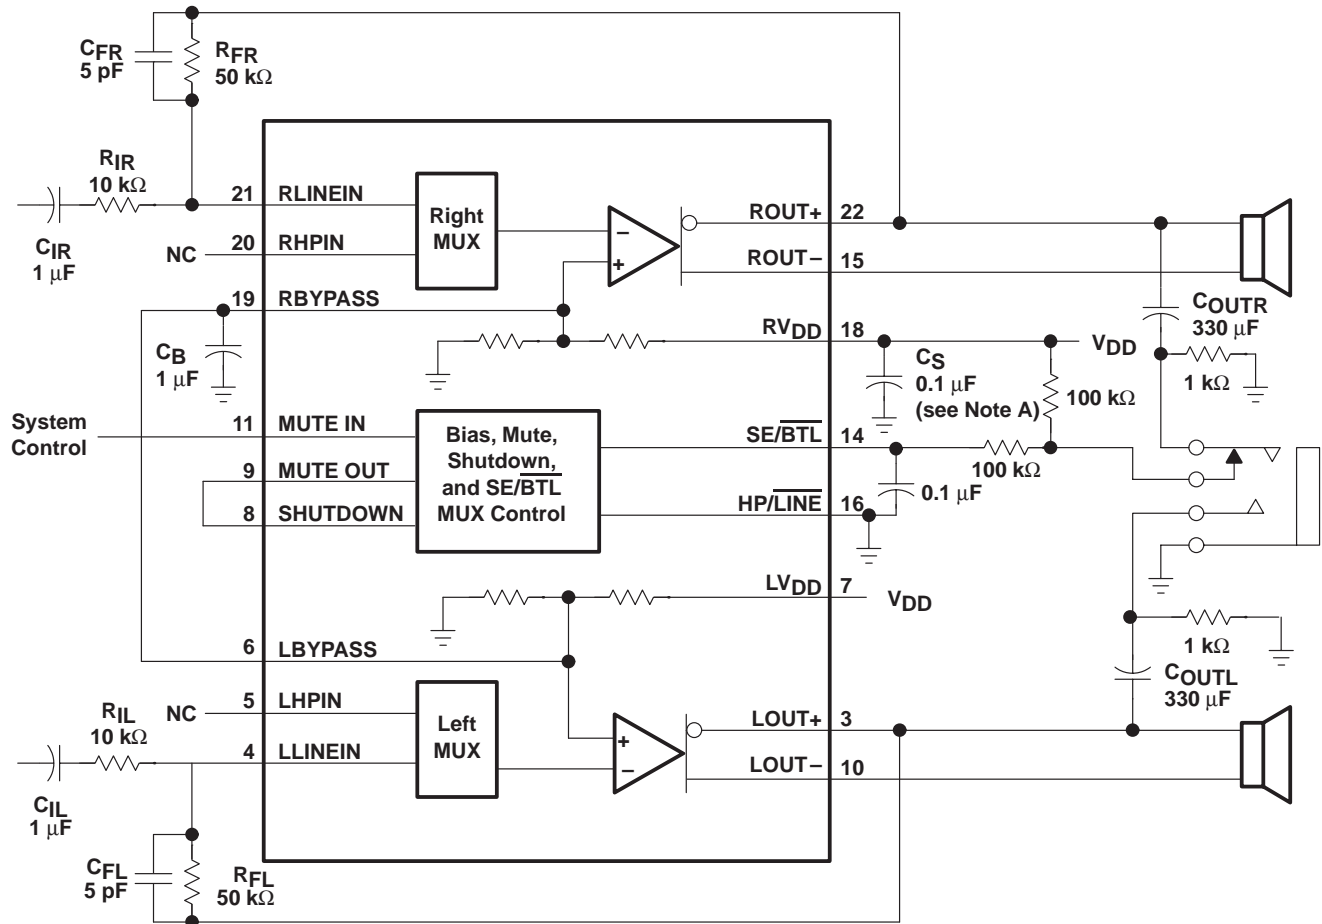 CFR
5 pF
RFR
50 kΩ
RIR
10 kΩ
CIR
1 μF
21 RLINEIN
NC 20 RHPIN
Right
MUX
−
+
ROUT+ 22
ROUT− 15
COUTR
330 μF
1 kΩ
19 RBYPASS
CB
1 μF
RVDD 18
VDD
CS
0.1 μF
(see Note A)
100 kΩ
System
Control
11 MUTE IN
9 MUTE OUT
8 SHUTDOWN
Bias, Mute,
Shutdown,
and SE/BTL
MUX Control
SE/BTL 14
100 kΩ
0.1 μF
HP/LINE 16
LVDD 7
VDD
1 kΩ
COUTL
330 μF
6 LBYPASS
NC 5 LHPIN
RIL
10 kΩ
4 LLINEIN
Left
MUX
+
−
LOUT+ 3
LOUT− 10
CIL
1 μF
CFL
5 pF
RFL
50 kΩ